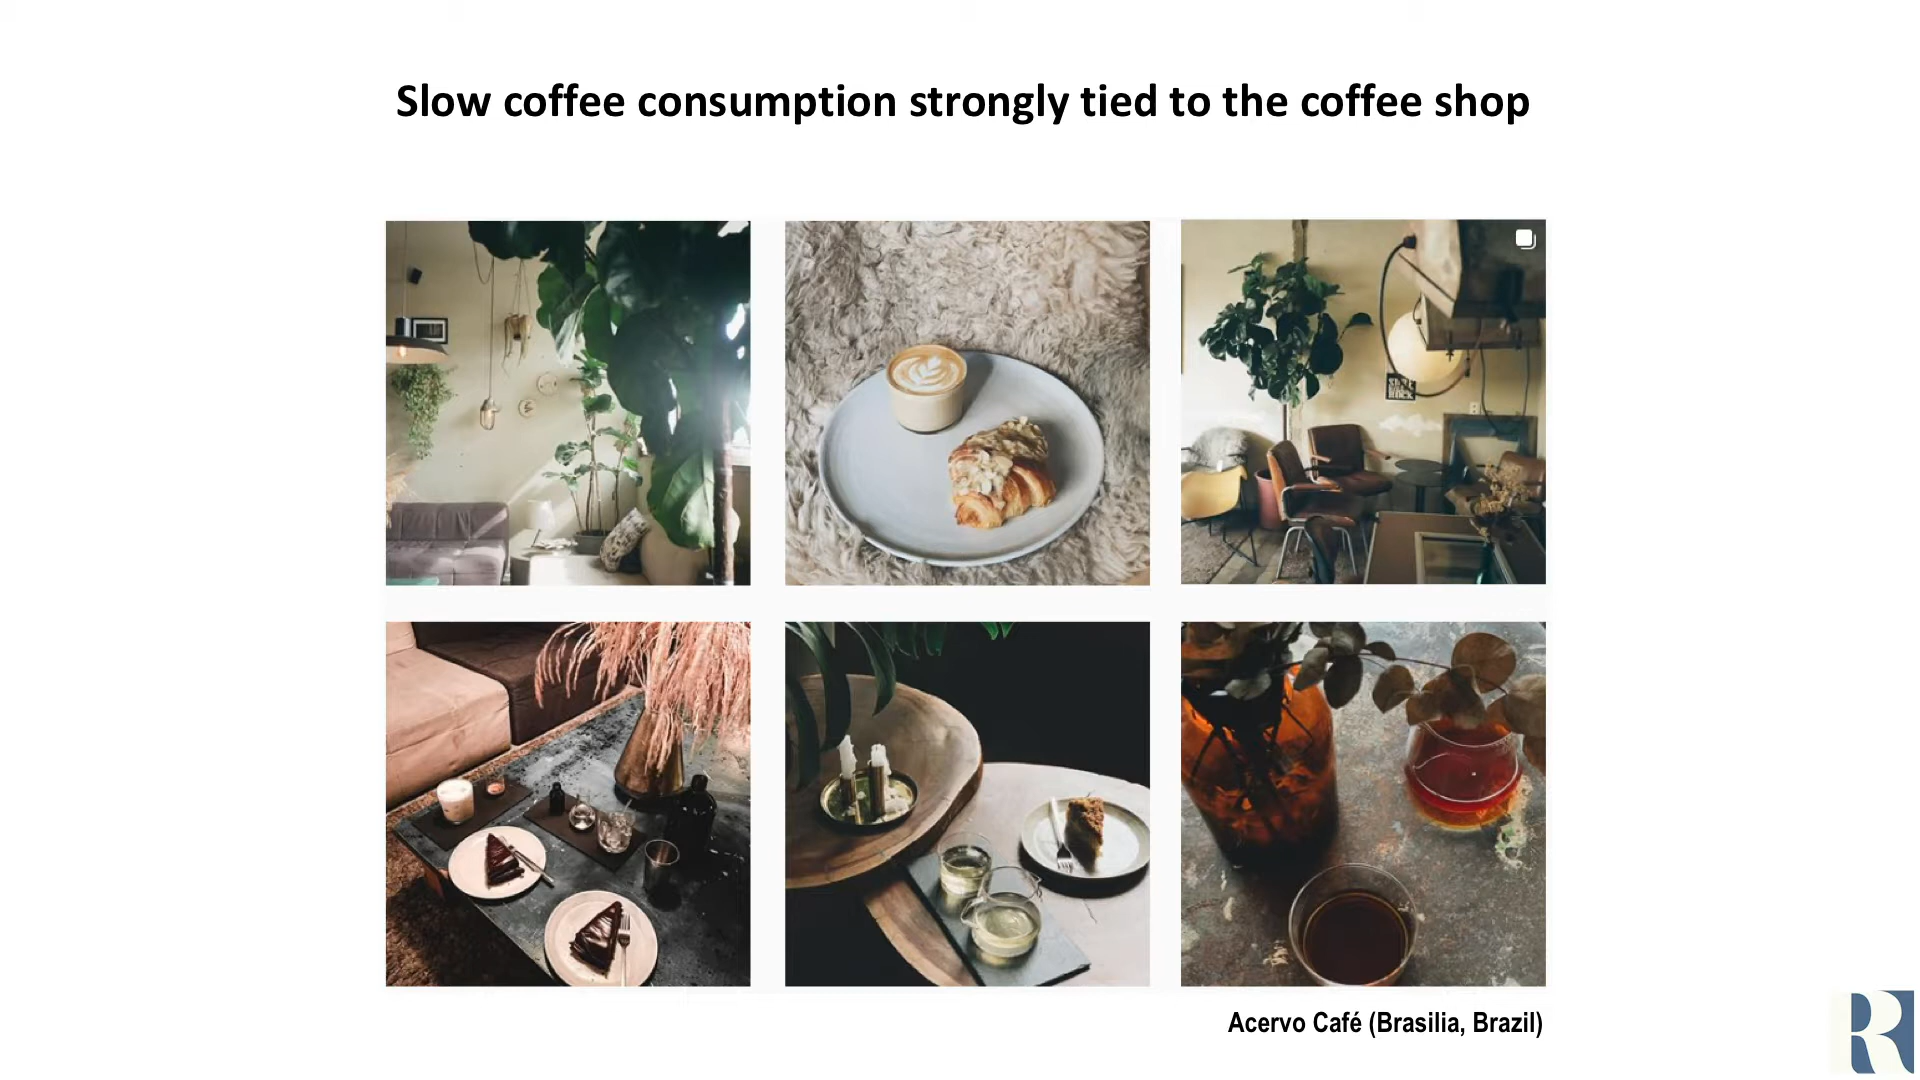 Slow coffee consumption strongly tied to the coffee shop
Acervo Café (Brasilia, Brazil)
R